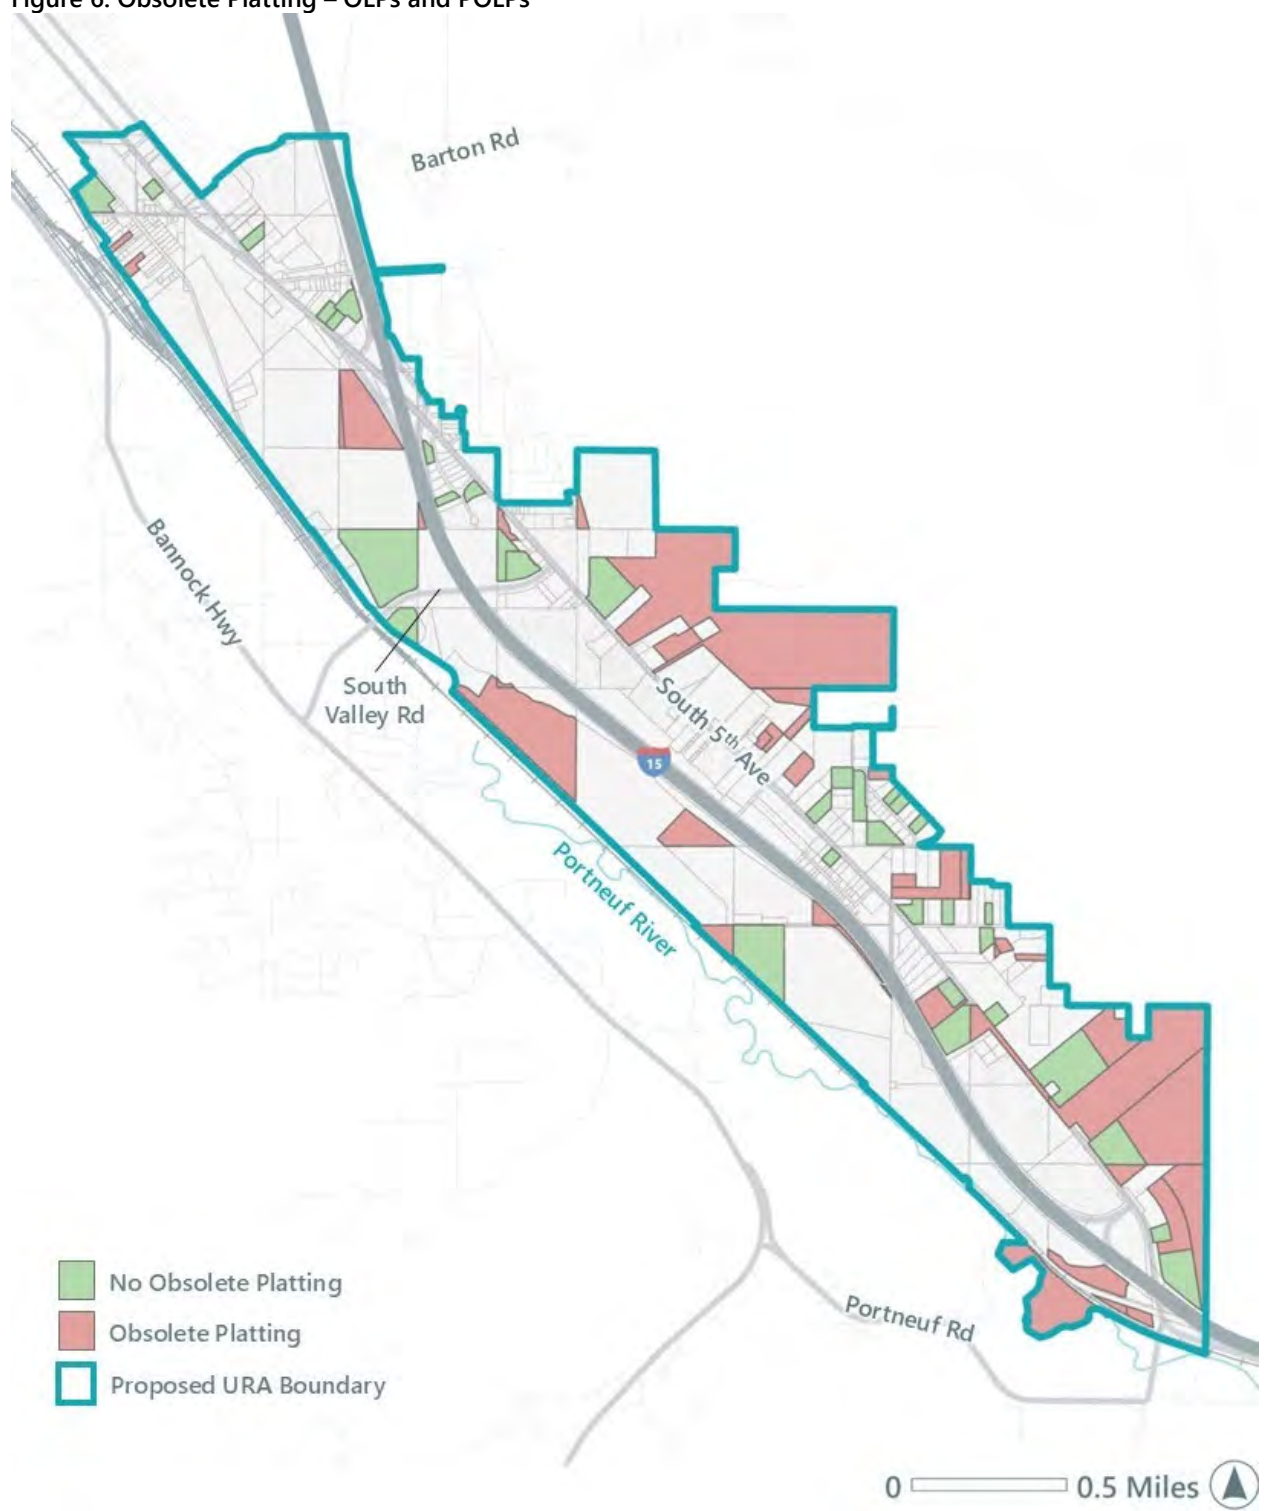 Figure 6: Obsolete Platting – OLPs and POLPs
Barton Rd
Bannock Hwy
South
Valley Rd
South 5th Ave
15
Portneuf River
No Obsolete Platting
Obsolete Platting
Proposed URA Boundary
Portneuf Rd
0 0.5 Miles